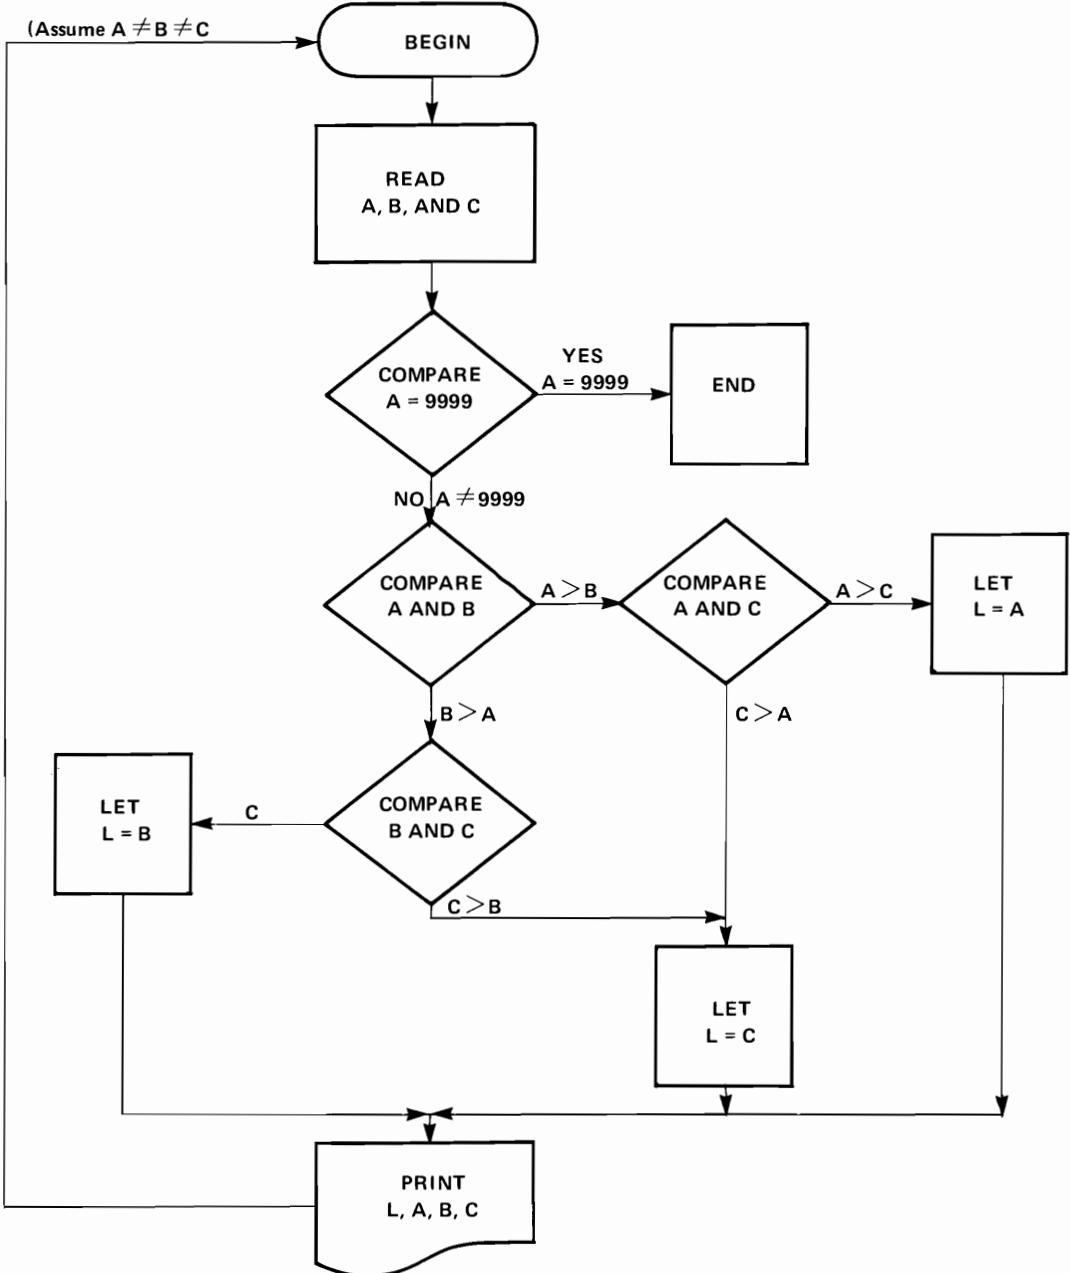 (Assume A ≠ B ≠ C
BEGIN
READ
A, B, AND C
COMPARE
A = 9999
YES
A = 9999
END
NO A ≠ 9999
COMPARE
A AND B
A > B
COMPARE
A AND C
A > C
LET
L = A
B > A
C > A
COMPARE
B AND C
C
LET
L = B
C > B
LET
L = C
PRINT
L, A, B, C